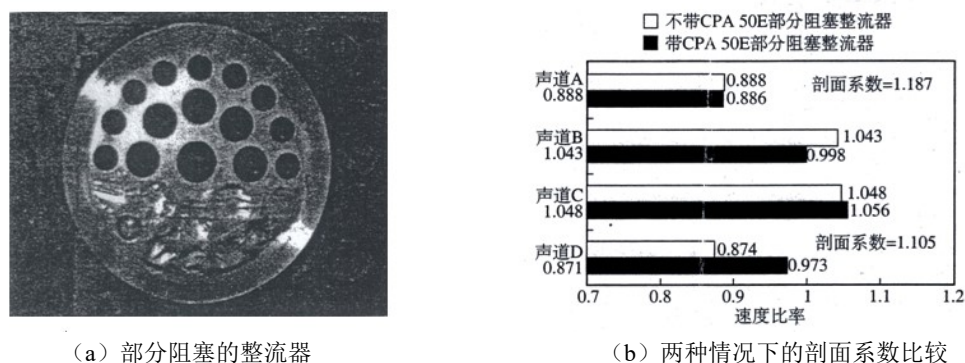 不带CPA 50E部分阻塞整流器
带CPA 50E部分阻塞整流器
声道A
0.888
0.888
0.886
剖面系数=1.187
声道B
1.043
1.043
0.998
声道C
1.048
1.048
1.056
声道D
0.871
0.874
0.973
剖面系数=1.105
0.7
0.8
0.9
1
1.1
1.2
速度比率
（a）部分阻塞的整流器
（b）两种情况下的剖面系数比较